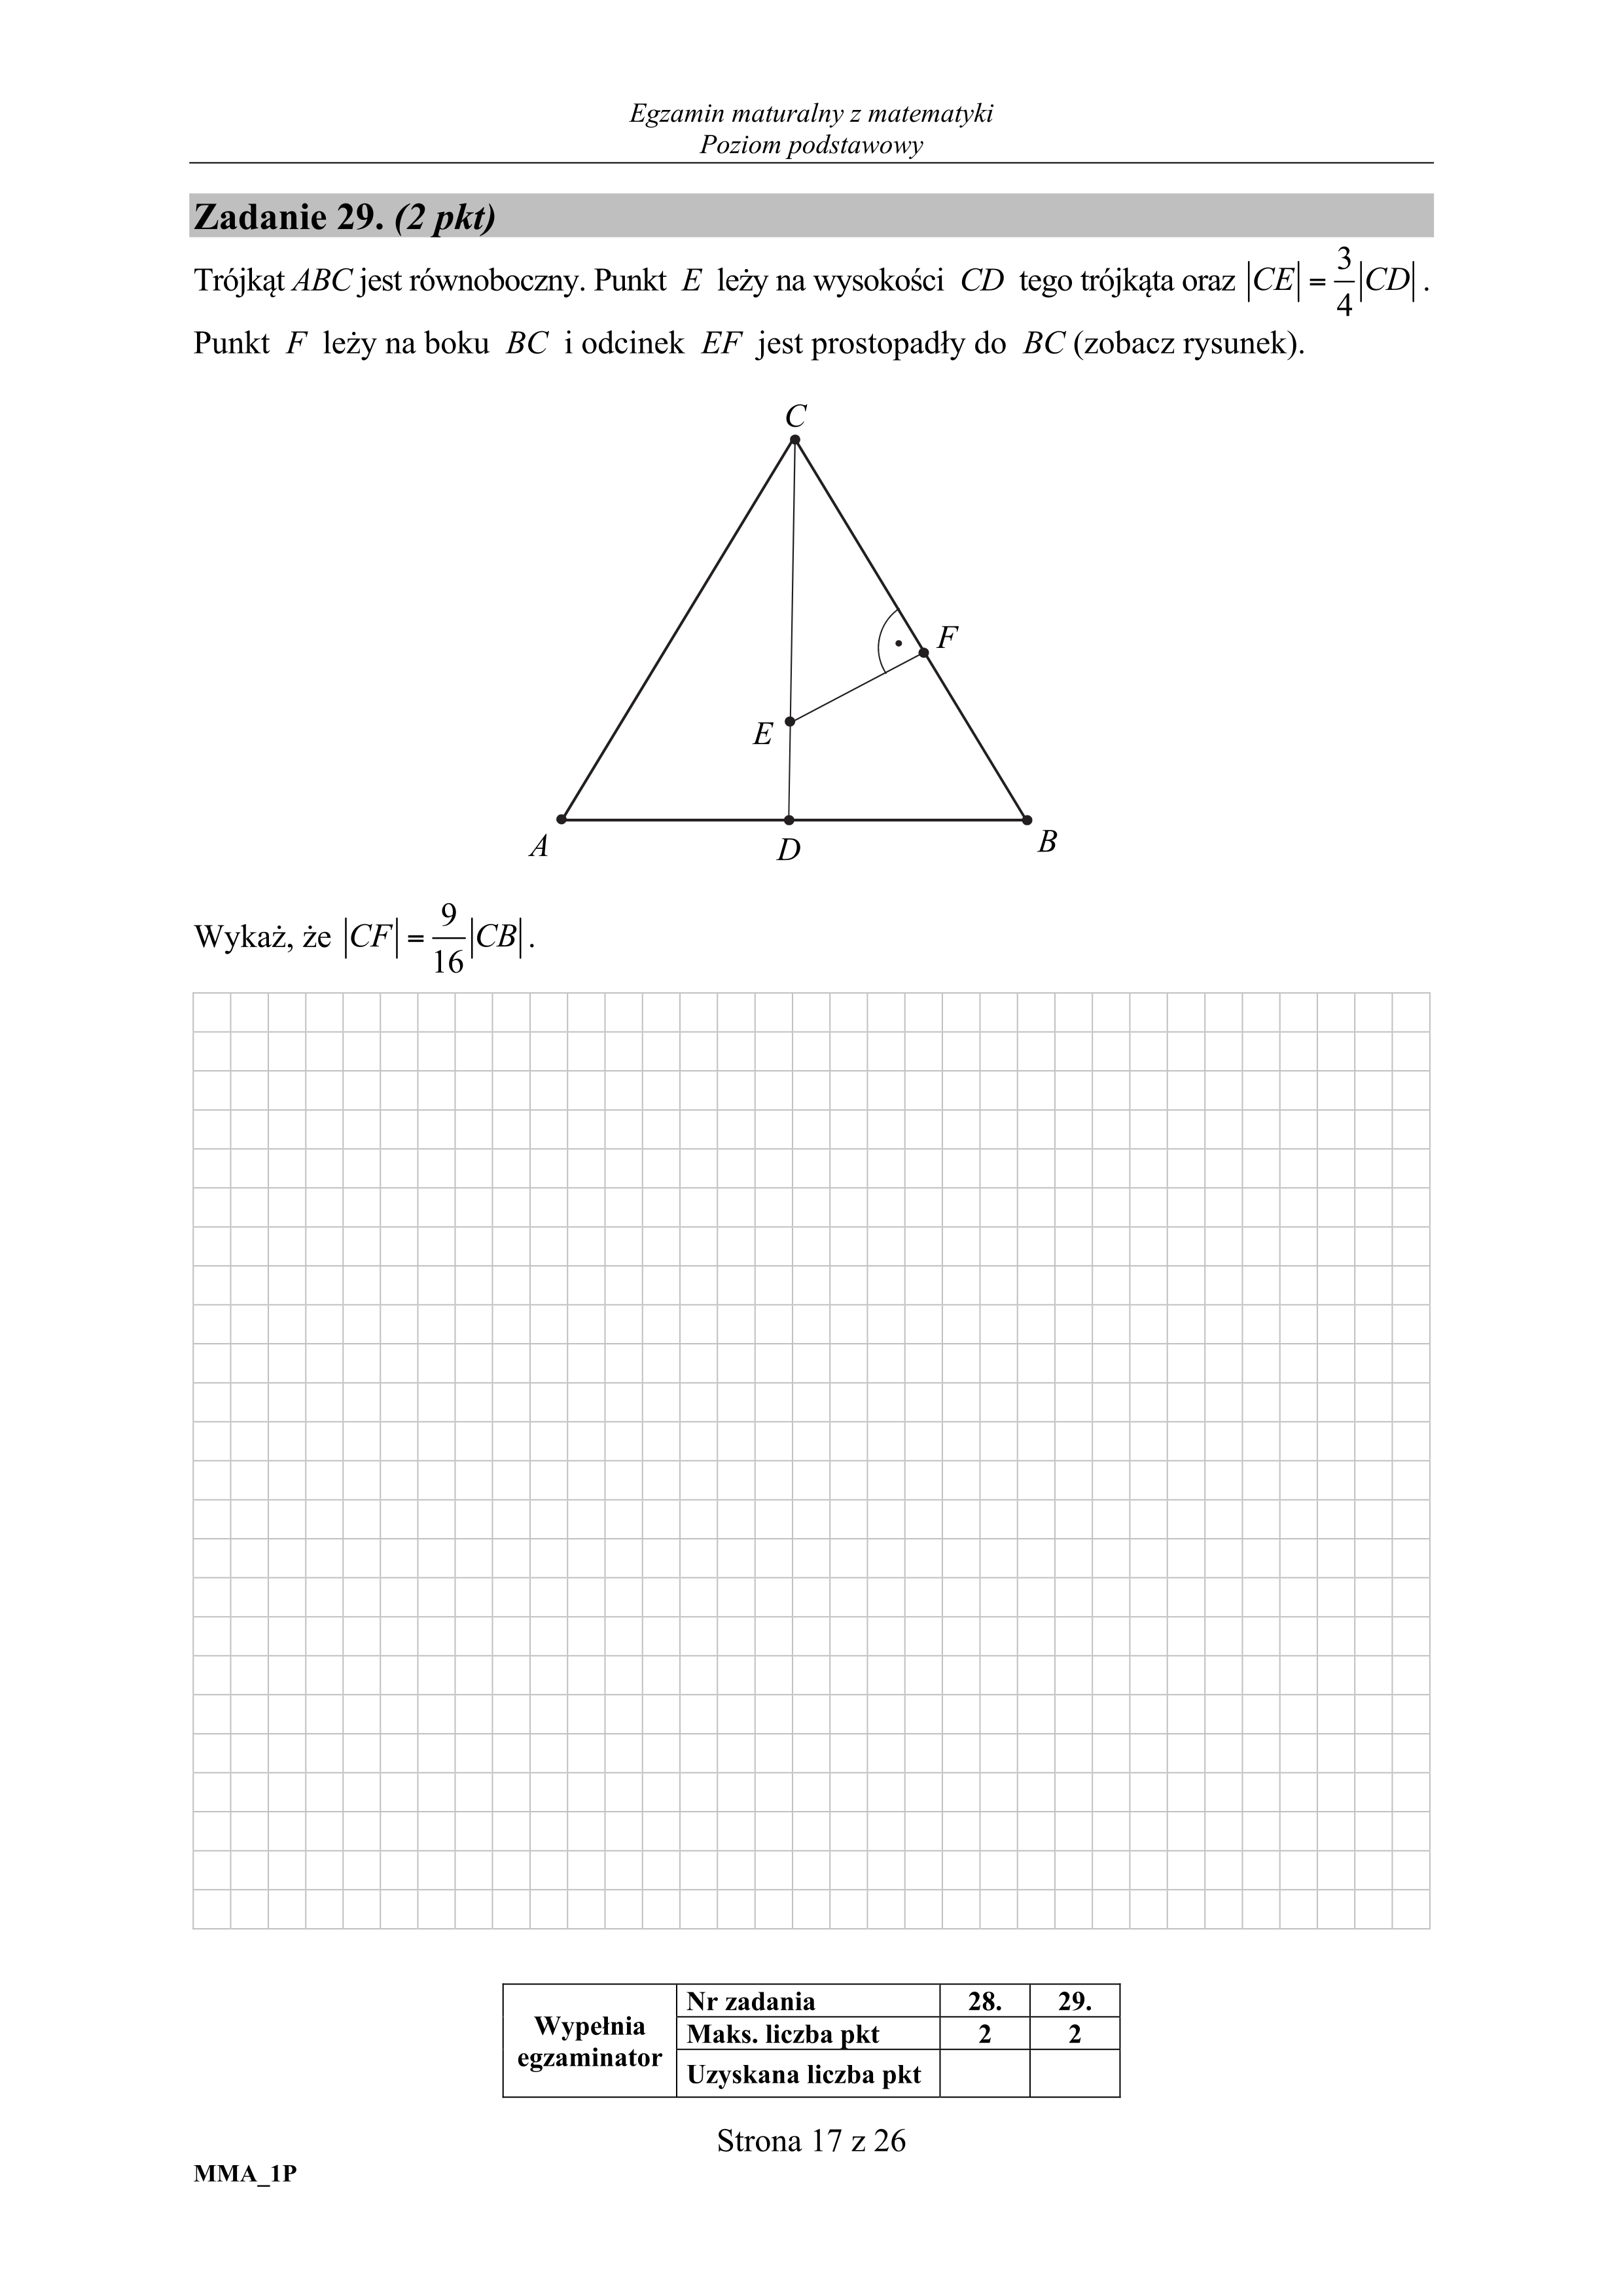 Egzamin maturalny z matematyki
Poziom podstawowy
Zadanie 29. (2 pkt)
Trójkąt ABC jest równoboczny. Punkt E leży na wysokości CD tego trójkąta oraz |CE| = 3/4 |CD|.
Punkt F leży na boku BC i odcinek EF jest prostopadły do BC (zobacz rysunek).
C
F
E
A
D
B
Wykaż, że |CF| = 9/16 |CB|.
Wypełnia egzaminator
Nr zadania 28. 29.
Maks. liczba pkt 2 2
Uzyskana liczba pkt
Strona 17 z 26
MMA_1P